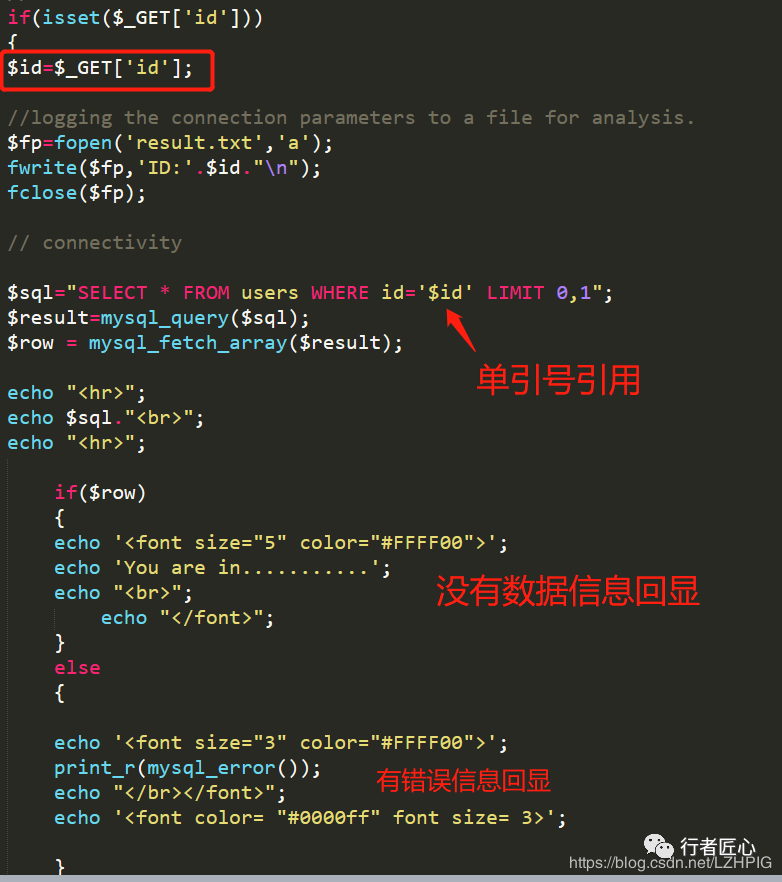 if(isset($_GET['id']))
{
$id=$_GET['id'];
//logging the connection parameters to a file for analysis.
$fp=fopen('result.txt','a');
fwrite($fp,'ID:'.$id."\n");
fclose($fp);
// connectivity
$sql="SELECT * FROM users WHERE id='$id' LIMIT 0,1";
$result=mysql_query($sql);
$row = mysql_fetch_array($result);
单引号引用
echo "<hr>";
echo $sql."<br>";
echo "<hr>";
if($row)
{
echo '<font size="5" color="#FFFF00">';
echo 'You are in...........';
没有数据信息回显
echo "<br>";
echo "</font>";
}
else
{
echo '<font size="3" color="#FFFF00">';
print_r(mysql_error());
有错误信息回显
echo "</br></font>";
echo '<font color= "#0000ff" font size= 3>';
}
行者匠心
https://blog.csdn.net/LZHPIG